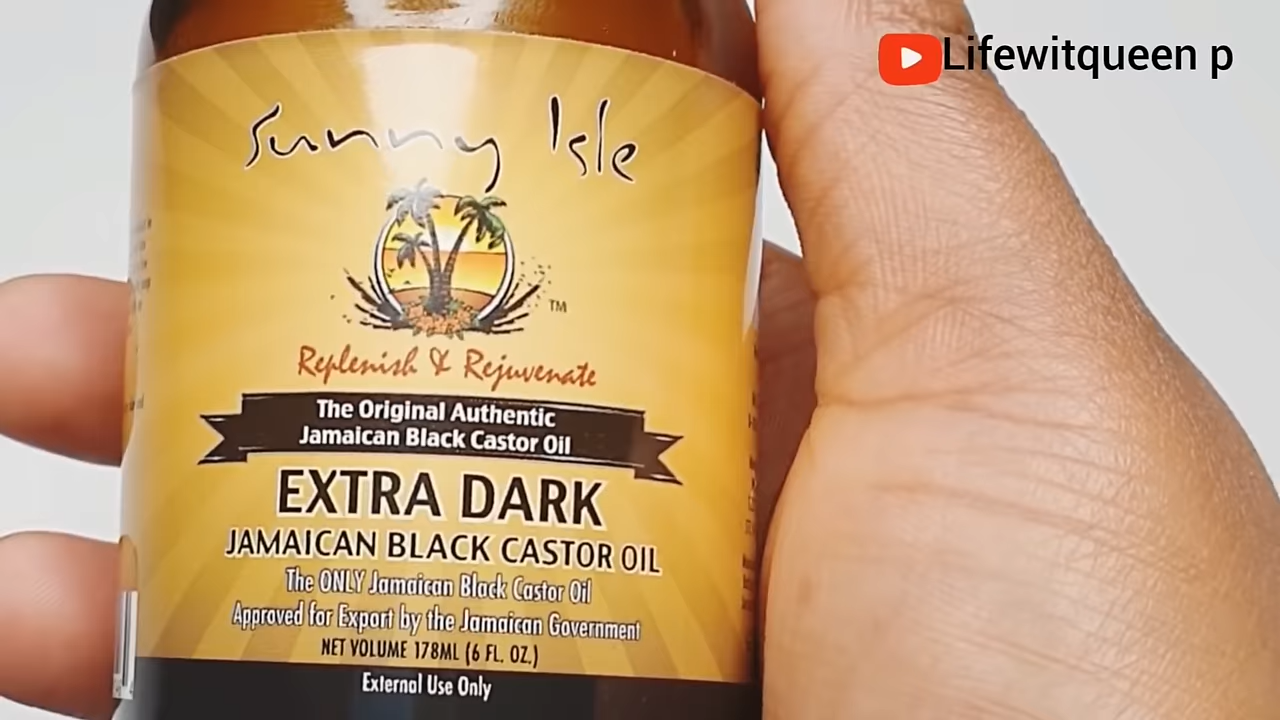 Lifewitqueen p
Sunny Isle
TM
Replenish & Rejuvenate
The Original Authentic
Jamaican Black Castor Oil
EXTRA DARK
JAMAICAN BLACK CASTOR OIL
The ONLY Jamaican Black Castor Oil
Approved for Export by the Jamaican Government
NET VOLUME 178ML (6 FL. OZ.)
External Use Only